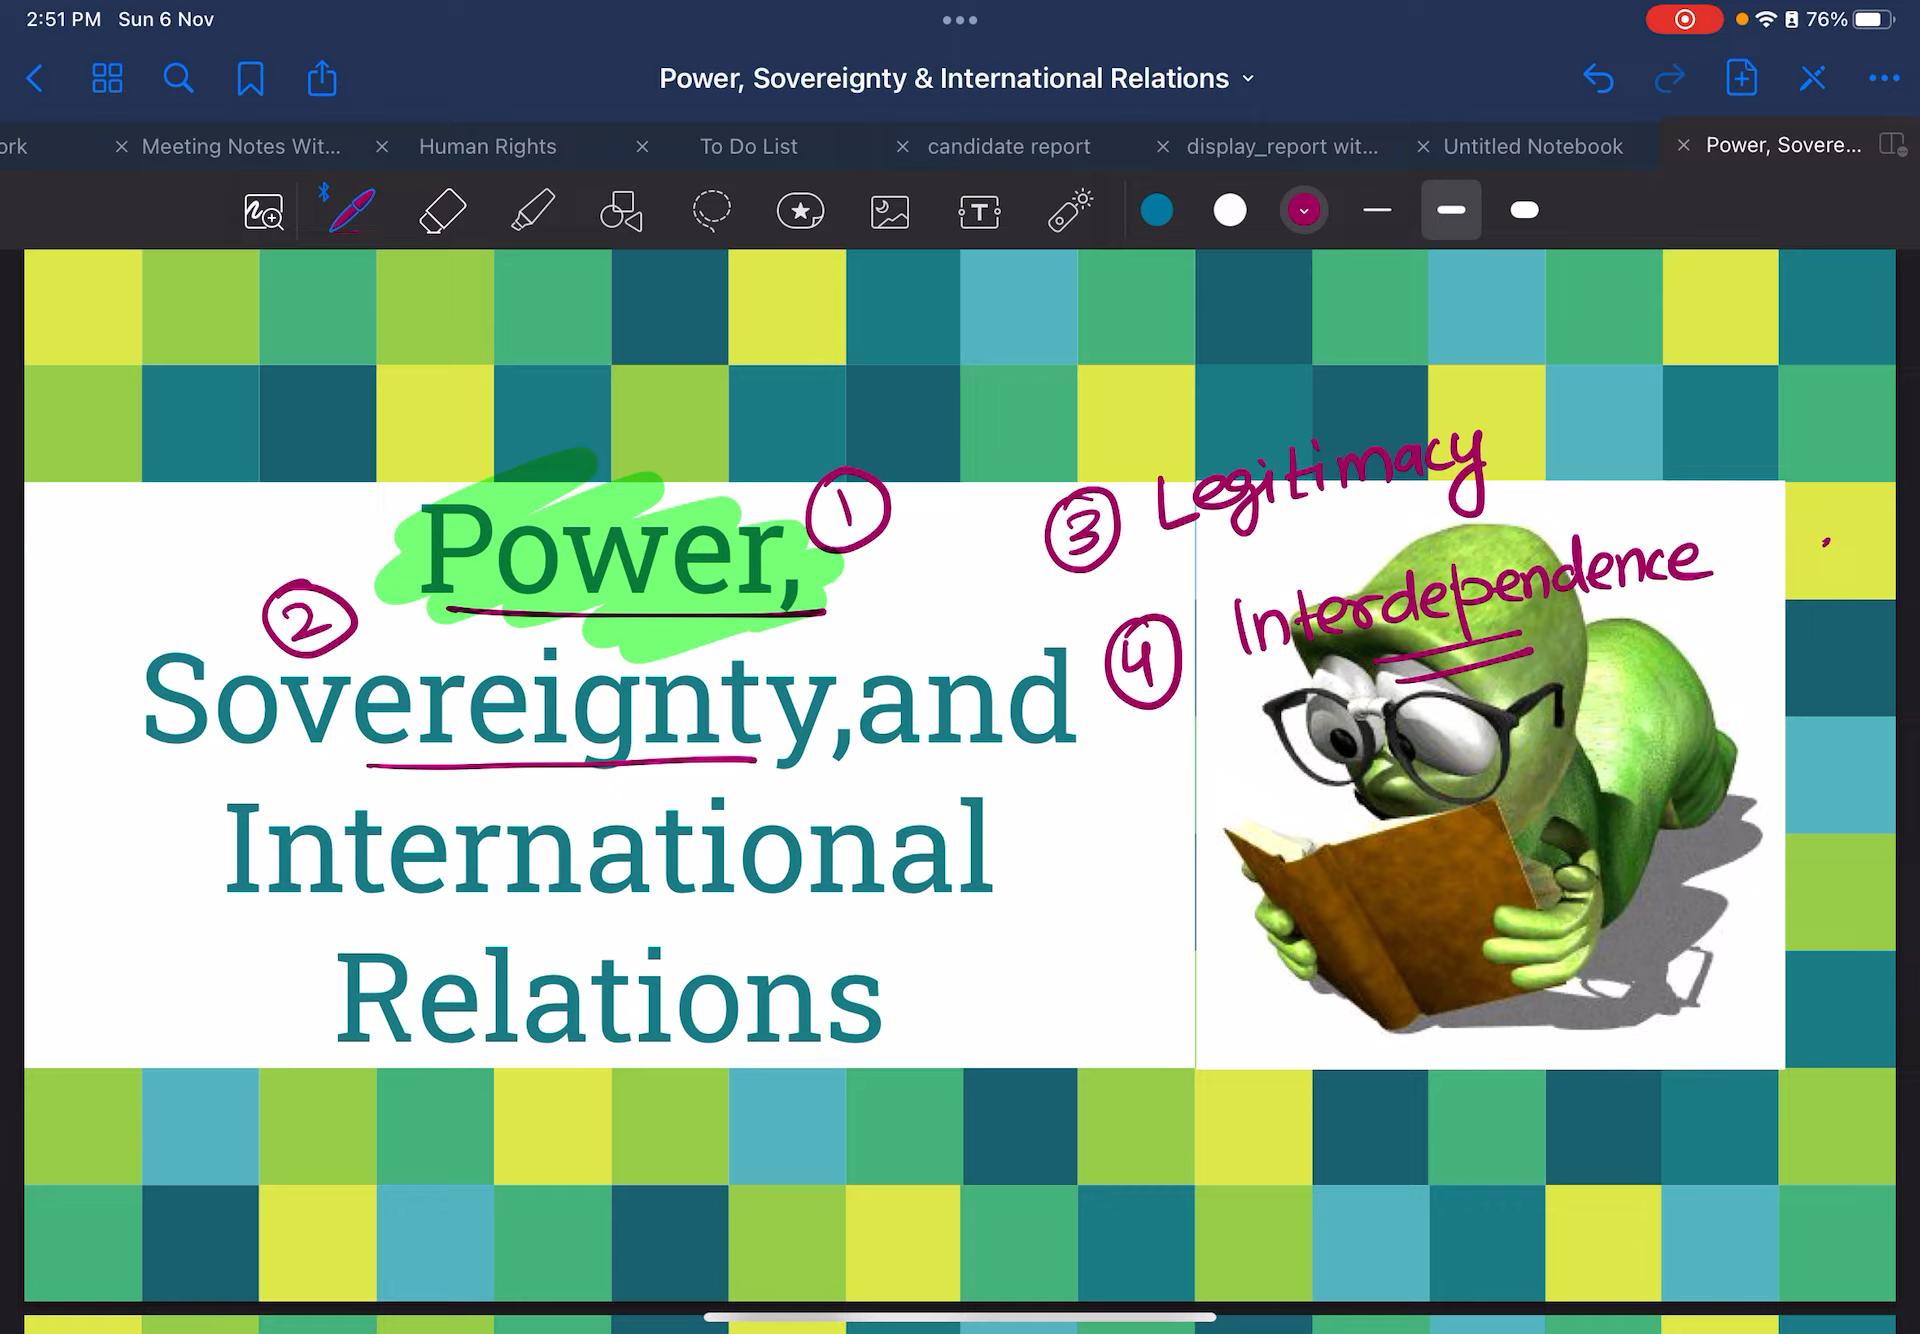 2:51 PM Sun 6 Nov
76%
Power, Sovereignty & International Relations
ork
Meeting Notes Wit...
Human Rights
To Do List
candidate report
display_report wit...
Untitled Notebook
Power, Sovere...
T
Power, ①
③ Legitimacy
②
Sovereignty,and
④ Interdependence
International
Relations